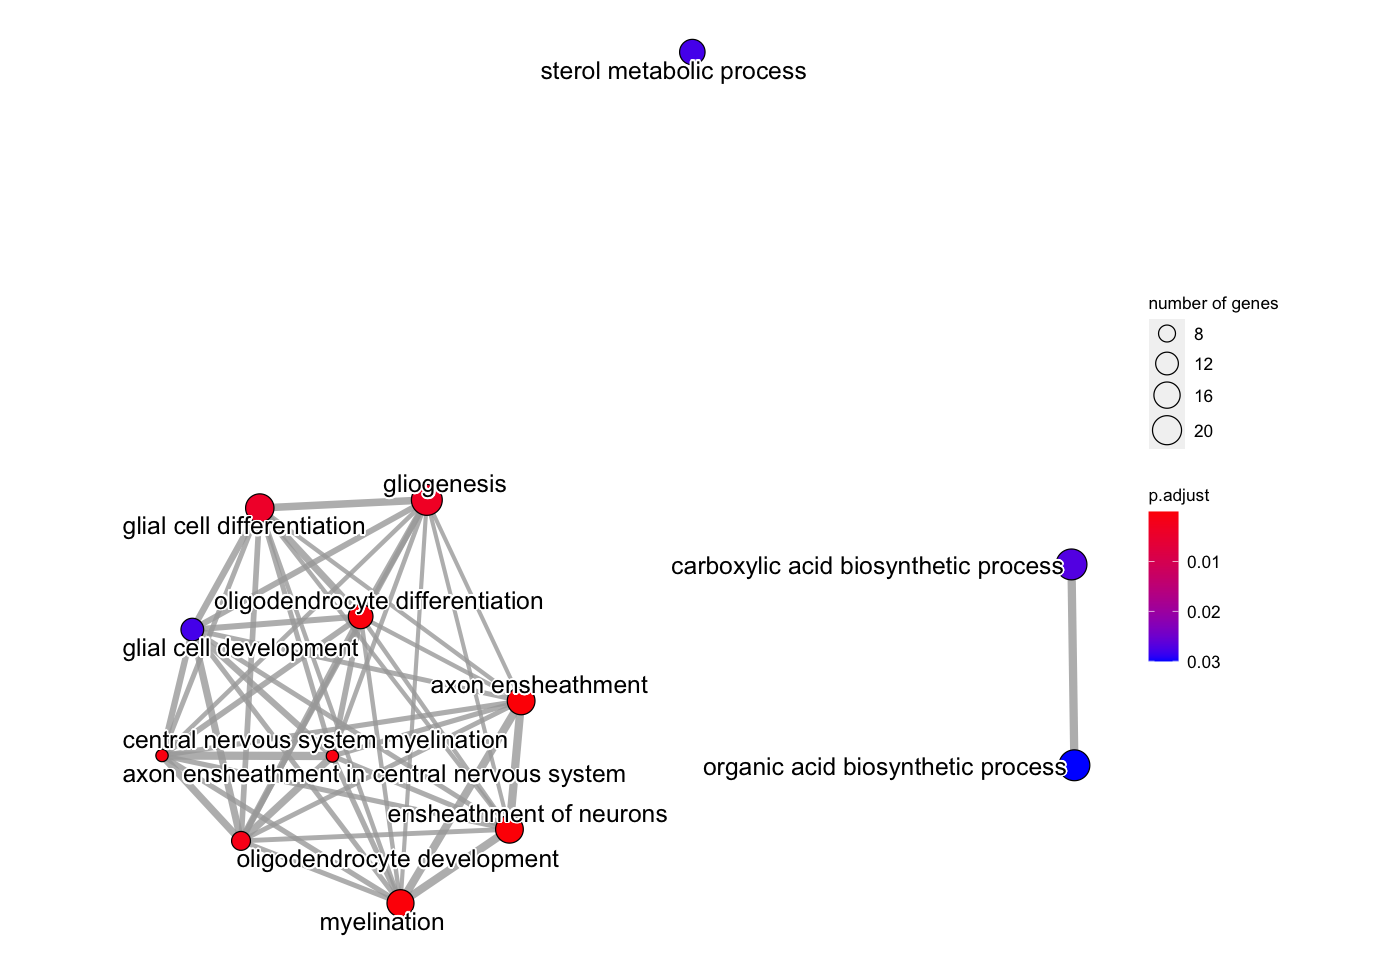 sterol metabolic process
number of genes
8
12
16
20
gliogenesis
p.adjust
glial cell differentiation
0.01
carboxylic acid biosynthetic process
oligodendrocyte differentiation
0.02
glial cell development
0.03
axon ensheathment
central nervous system myelination
organic acid biosynthetic process
axon ensheathment in central nervous system
ensheathment of neurons
oligodendrocyte development
myelination